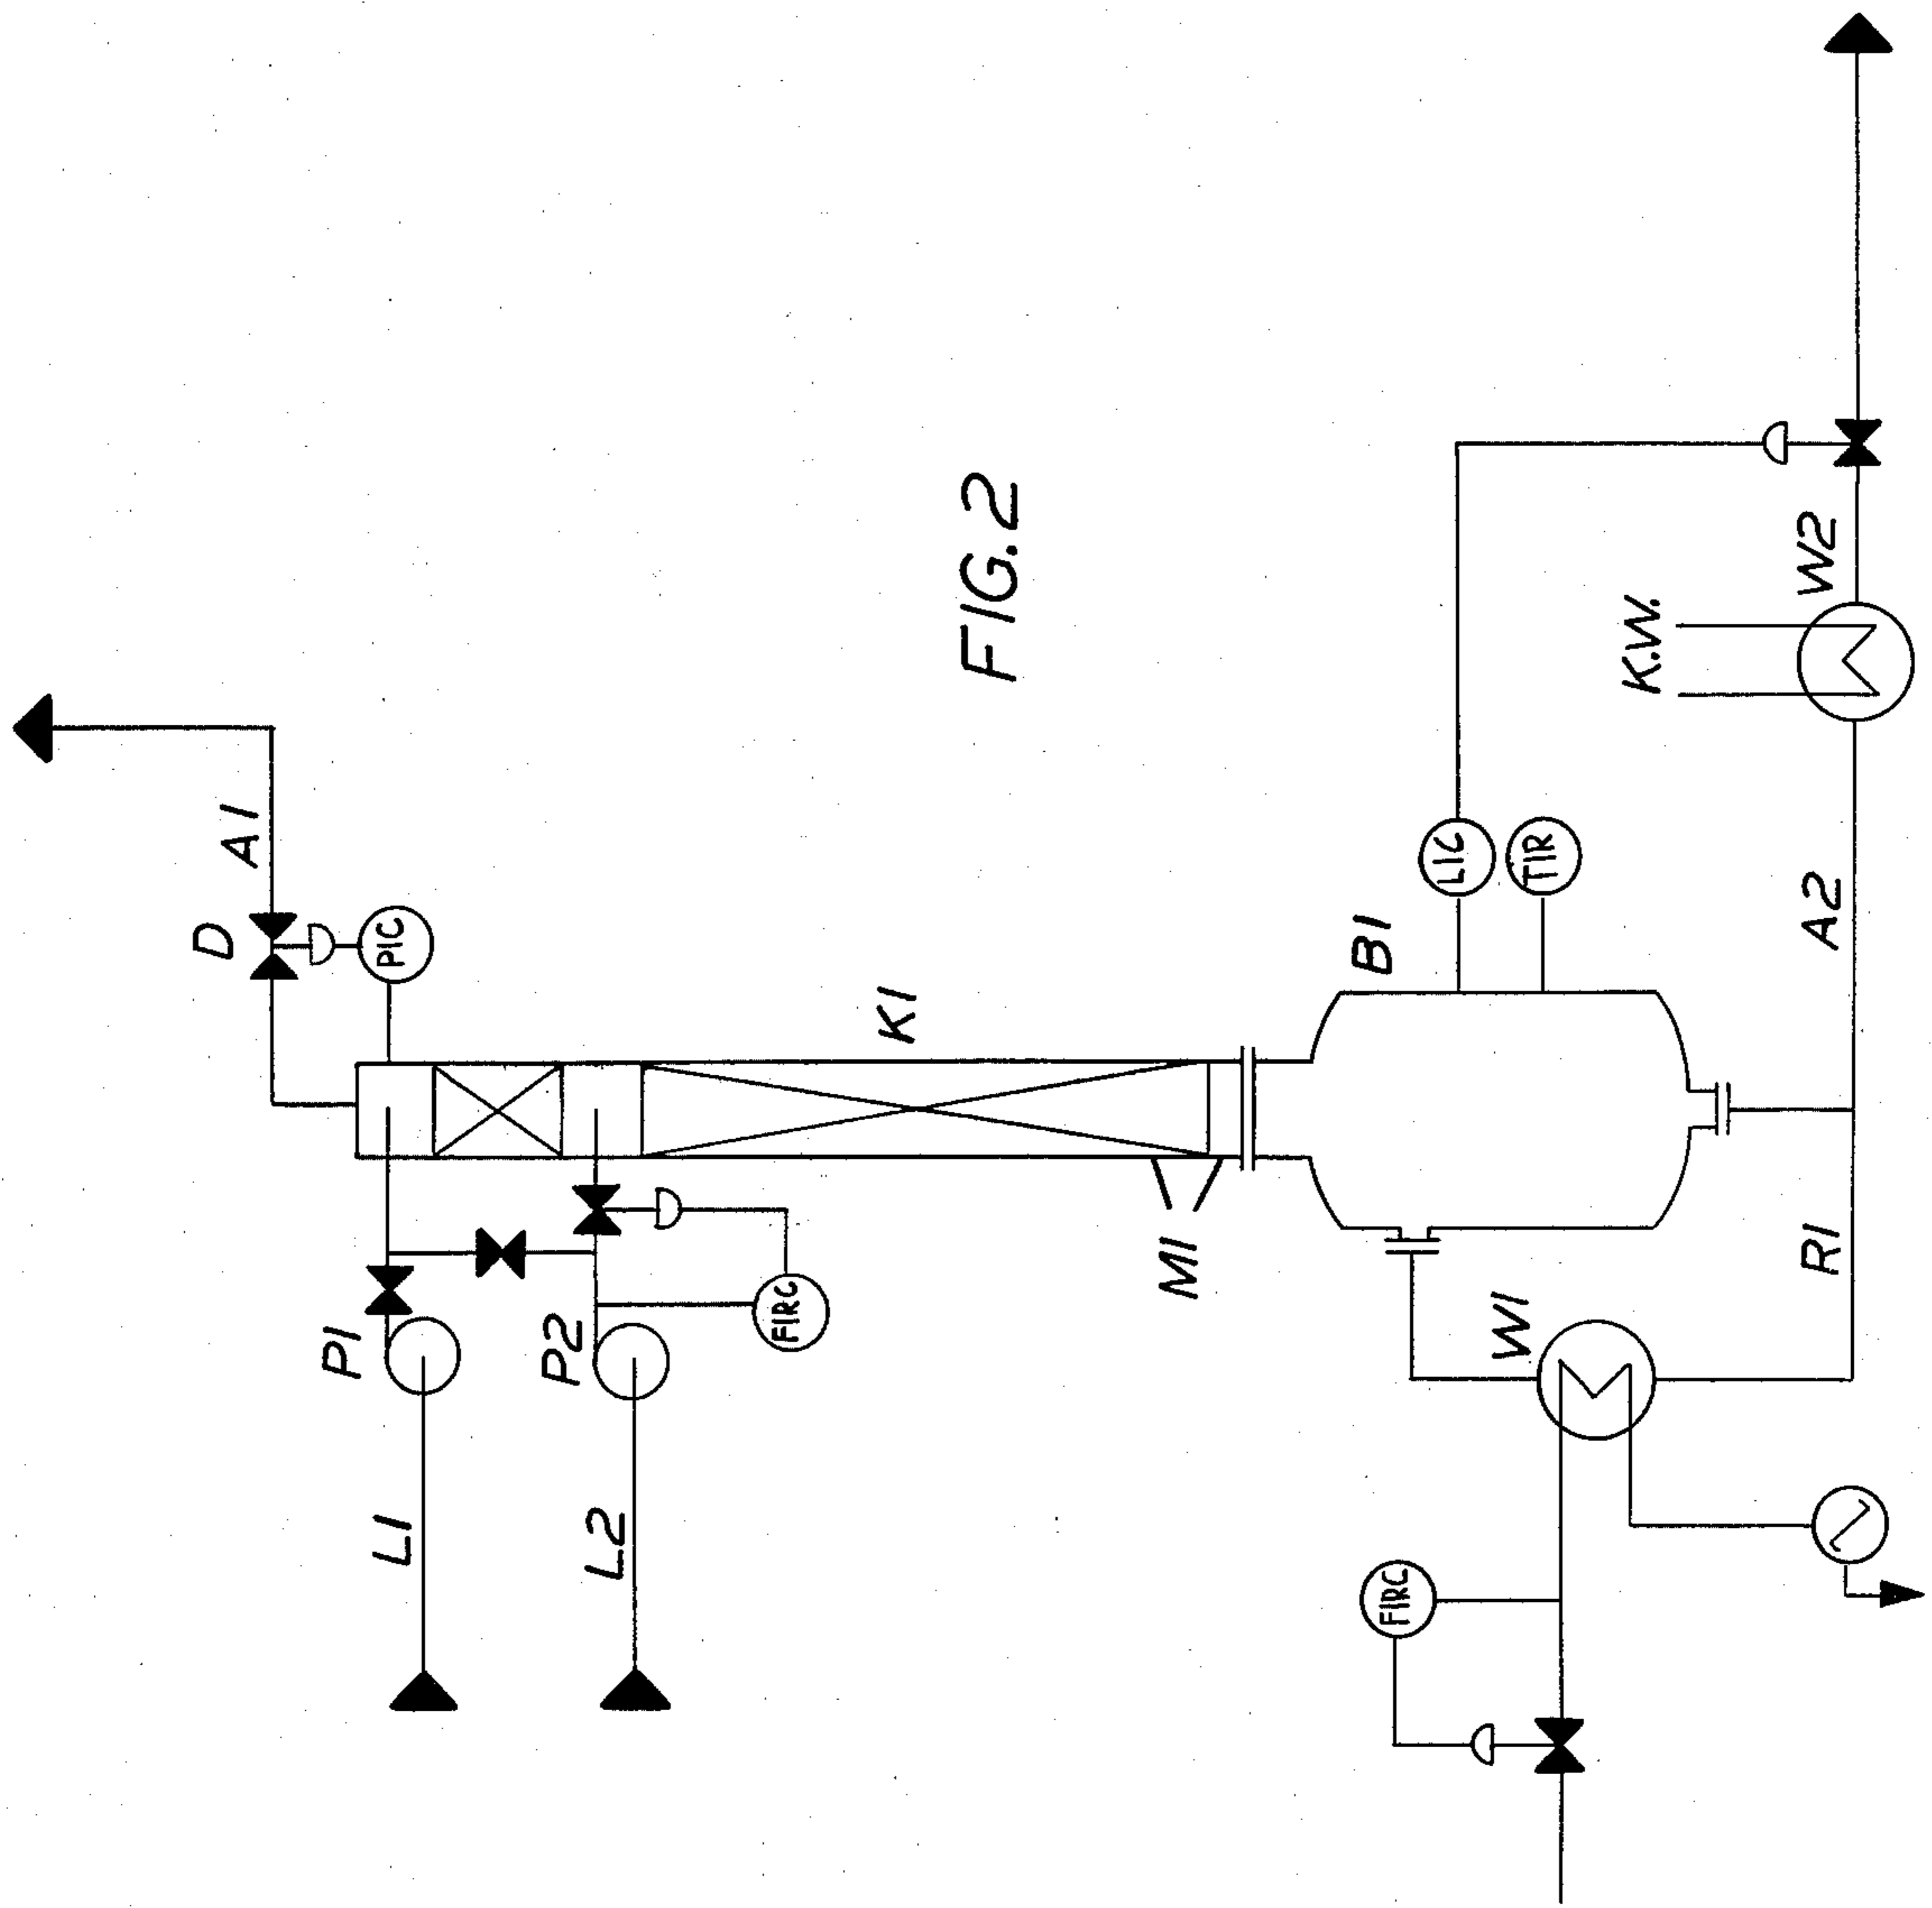 D
A1
PIC
P1
L1
P2
L2
FIRC
K1
M1
FIG.2
B1
LIC
TIR
W1
FIRC
R1
A2
K.W.
W2